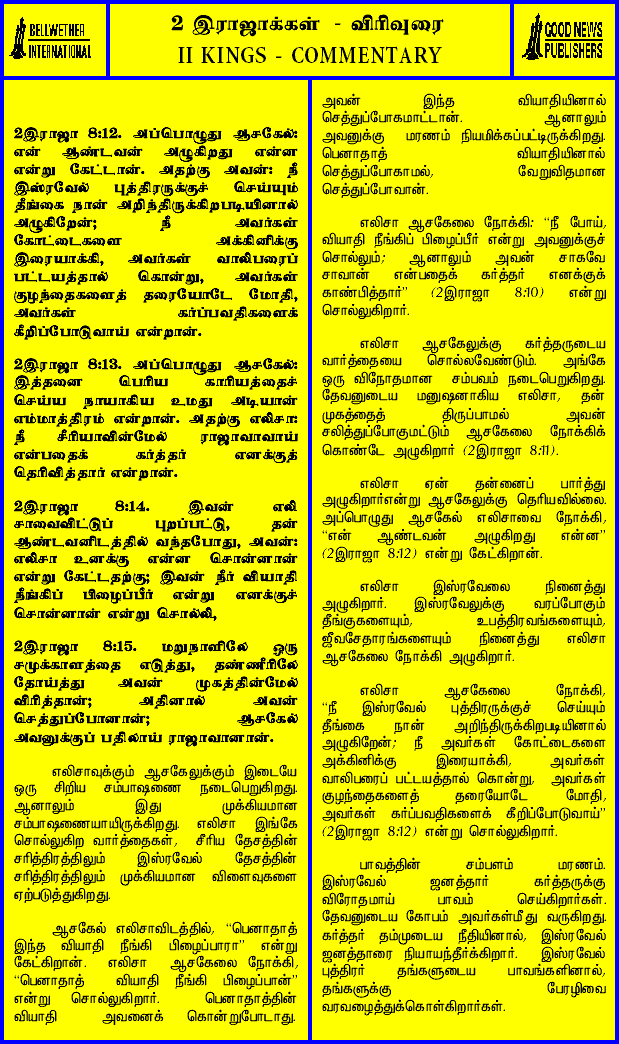 BELLWETHER
INTERNATIONAL
2 இராஜாக்கள் - விரிவுரை
II KINGS - COMMENTARY
GOOD NEWS
PUBLISHERS
2இராஜா 8:12. அப்பொழுது ஆசகேல்:
என் ஆண்டவன் அழுகிறது என்ன
என்று கேட்டான். அதற்கு அவன்: நீ
இஸ்ரவேல் புத்திரருக்குச் செய்யும்
தீங்கை நான் அறிந்திருக்கிறபடியினால்
அழுகிறேன்; நீ அவர்கள்
கோட்டைகளை அக்கினிக்கு
இரையாக்கி, அவர்கள் வாலிபரைப்
பட்டயத்தால் கொன்று, அவர்கள்
குழந்தைகளைத் தரையோடே மோதி,
அவர்கள் கர்ப்பவதிகளைக்
கீறிப்போடுவாய் என்றான்.
2இராஜா 8:13. அப்பொழுது ஆசகேல்:
இத்தனை பெரிய காரியத்தைச்
செய்ய நாயாகிய உமது அடியான்
எம்மாத்திரம் என்றான். அதற்கு எலிசா:
நீ சீரியாவின்மேல் ராஜாவாவாய்
என்பதைக் கர்த்தர் எனக்குத்
தெரிவித்தார் என்றான்.
2இராஜா 8:14. இவன் எலி
சாவைவிட்டுப் புறப்பட்டு, தன்
ஆண்டவனிடத்தில் வந்தபோது, அவன்:
எலிசா உனக்கு என்ன சொன்னான்
என்று கேட்டதற்கு; இவன் நீர் வியாதி
நீங்கிப் பிழைப்பீர் என்று எனக்குச்
சொன்னான் என்று சொல்லி,
2இராஜா 8:15. மறுநாளிலே ஒரு
சமுக்காளத்தை எடுத்து, தண்ணீரிலே
தோய்த்து அவன் முகத்தின்மேல்
விரித்தான்; அதினால் அவன்
செத்துப்போனான்; ஆசகேல்
அவனுக்குப் பதிலாய் ராஜாவானான்.
எலிசாவுக்கும் ஆசகேலுக்கும் இடையே
ஒரு சிறிய சம்பாஷணை நடைபெறுகிறது.
ஆனாலும் இது முக்கியமான
சம்பாஷணையாயிருக்கிறது. எலிசா இங்கே
சொல்லுகிற வார்த்தைகள், சீரிய தேசத்தின்
சரித்திரத்திலும் இஸ்ரவேல் தேசத்தின்
சரித்திரத்திலும் முக்கியமான விளைவுகளை
ஏற்படுத்துகிறது.
ஆசகேல் எலிசாவிடத்தில், “பெனாதாத்
இந்த வியாதி நீங்கி பிழைப்பாரா” என்று
கேட்கிறான். எலிசா ஆசகேலை நோக்கி,
“பெனாதாத் வியாதி நீங்கி பிழைப்பான்”
என்று சொல்லுகிறார். பெனாதாத்தின்
வியாதி அவனைக் கொன்றுபோடாது.
அவன் இந்த வியாதியினால்
செத்துப்போகமாட்டான். ஆனாலும்
அவனுக்கு மரணம் நியமிக்கப்பட்டிருக்கிறது.
பெனாதாத் வியாதியினால்
செத்துப்போகாமல், வேறுவிதமான
செத்துப்போவான்.
எலிசா ஆசகேலை நோக்கி: “நீ போய்,
வியாதி நீங்கிப் பிழைப்பீர் என்று அவனுக்குச்
சொல்லும்; ஆனாலும் அவன் சாகவே
சாவான் என்பதைக் கர்த்தர் எனக்குக்
காண்பித்தார்” (2இராஜா 8:10) என்று
சொல்லுகிறார்.
எலிசா ஆசகேலுக்கு கர்த்தருடைய
வார்த்தையை சொல்லவேண்டும். அங்கே
ஒரு விநோதமான சம்பவம் நடைபெறுகிறது.
தேவனுடைய மனுஷனாகிய எலிசா, தன்
முகத்தைத் திருப்பாமல் அவன்
சலித்துப்போகுமட்டும் ஆசகேலை நோக்கிக்
கொண்டே அழுகிறார் (2இராஜா 8:11).
எலிசா ஏன் தன்னைப் பார்த்து
அழுகிறார்என்று ஆசகேலுக்கு தெரியவில்லை.
அப்பொழுது ஆசகேல் எலிசாவை நோக்கி,
“என் ஆண்டவன் அழுகிறது என்ன”
(2இராஜா 8:12) என்று கேட்கிறான்.
எலிசா இஸ்ரவேலை நினைத்து
அழுகிறார். இஸ்ரவேலுக்கு வரப்போகும்
தீங்குகளையும், உபத்திரவங்களையும்,
ஜீவசேதாரங்களையும் நினைத்து எலிசா
ஆசகேலை நோக்கி அழுகிறார்.
எலிசா ஆசகேலை நோக்கி,
“நீ இஸ்ரவேல் புத்திரருக்குச் செய்யும்
தீங்கை நான் அறிந்திருக்கிறபடியினால்
அழுகிறேன்; நீ அவர்கள் கோட்டைகளை
அக்கினிக்கு இரையாக்கி, அவர்கள்
வாலிபரைப் பட்டயத்தால் கொன்று, அவர்கள்
குழந்தைகளைத் தரையோடே மோதி,
அவர்கள் கர்ப்பவதிகளைக் கீறிப்போடுவாய்”
(2இராஜா 8:12) என்று சொல்லுகிறார்.
பாவத்தின் சம்பளம் மரணம்.
இஸ்ரவேல் ஜனத்தார் கர்த்தருக்கு
விரோதமாய் பாவம் செய்கிறார்கள்.
தேவனுடைய கோபம் அவர்கள்மீது வருகிறது.
கர்த்தர் தம்முடைய நீதியினால், இஸ்ரவேல்
ஜனத்தாரை நியாயந்தீர்க்கிறார். இஸ்ரவேல்
புத்திரர் தங்களுடைய பாவங்களினால்,
தங்களுக்கு பேரழிவை
வரவழைத்துக்கொள்கிறார்கள்.